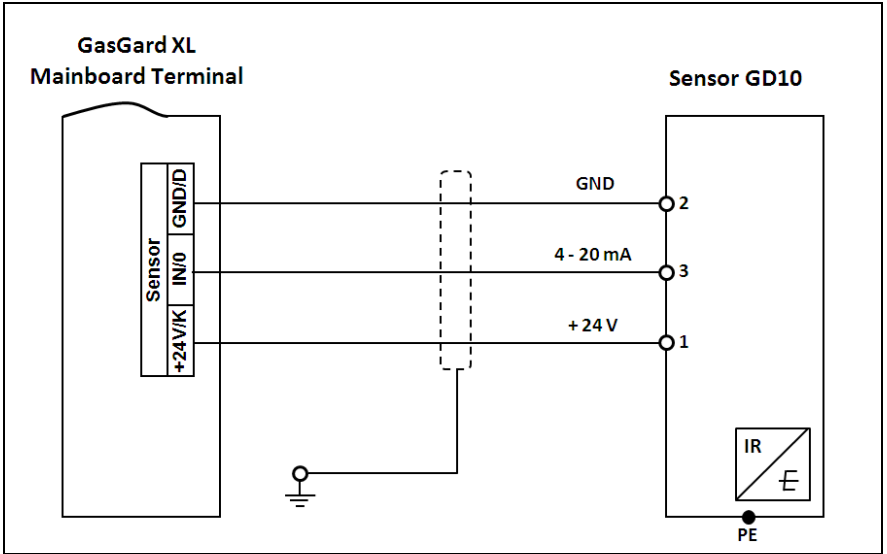 GasGard XL
Mainboard Terminal
Sensor GD10
Sensor
GND/D
IN/0
+24V/K
GND
2
4 - 20 mA
3
+ 24 V
1
IR
E
PE